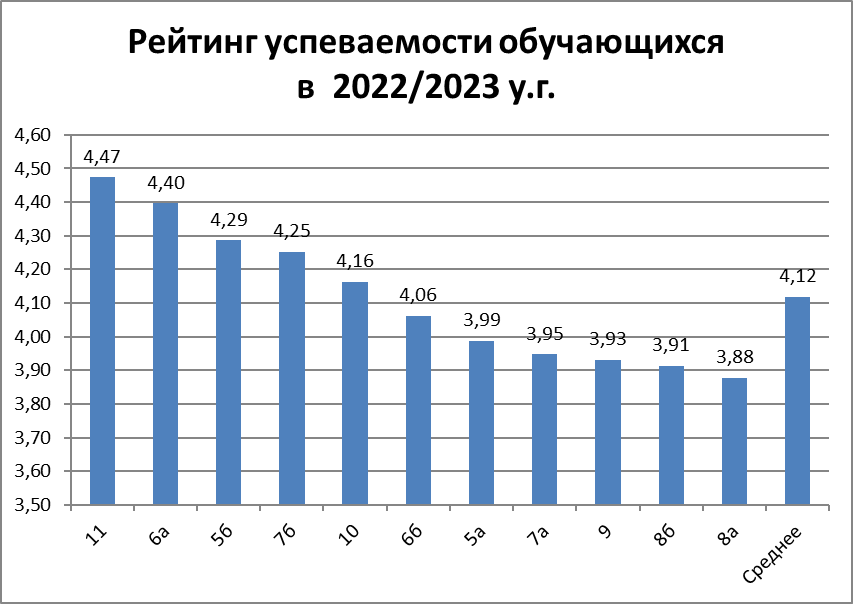 Рейтинг успеваемости обучающихся
в  2022/2023 у.г.
4,60
4,50
4,40
4,30
4,20
4,10
4,00
3,90
3,80
3,70
3,60
3,50
4,47
4,40
4,29
4,25
4,16
4,06
3,99
3,95
3,93
3,91
3,88
4,12
11
6а
5б
7б
10
6б
5а
7а
9
8б
8а
Среднее